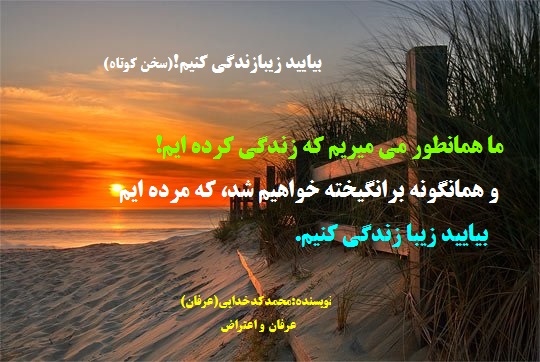 بیایید زیبازندگی کنیم!(سخن کوتاه)
ما همانطور می میریم که زندگی کرده ایم!
و همانگونه برانگیخته خواهیم شد، که مرده ایم
بیایید زیبا زندگی کنیم.
نویسنده:محمدکدخدایی(عرفان)
عرفان و اعتراض